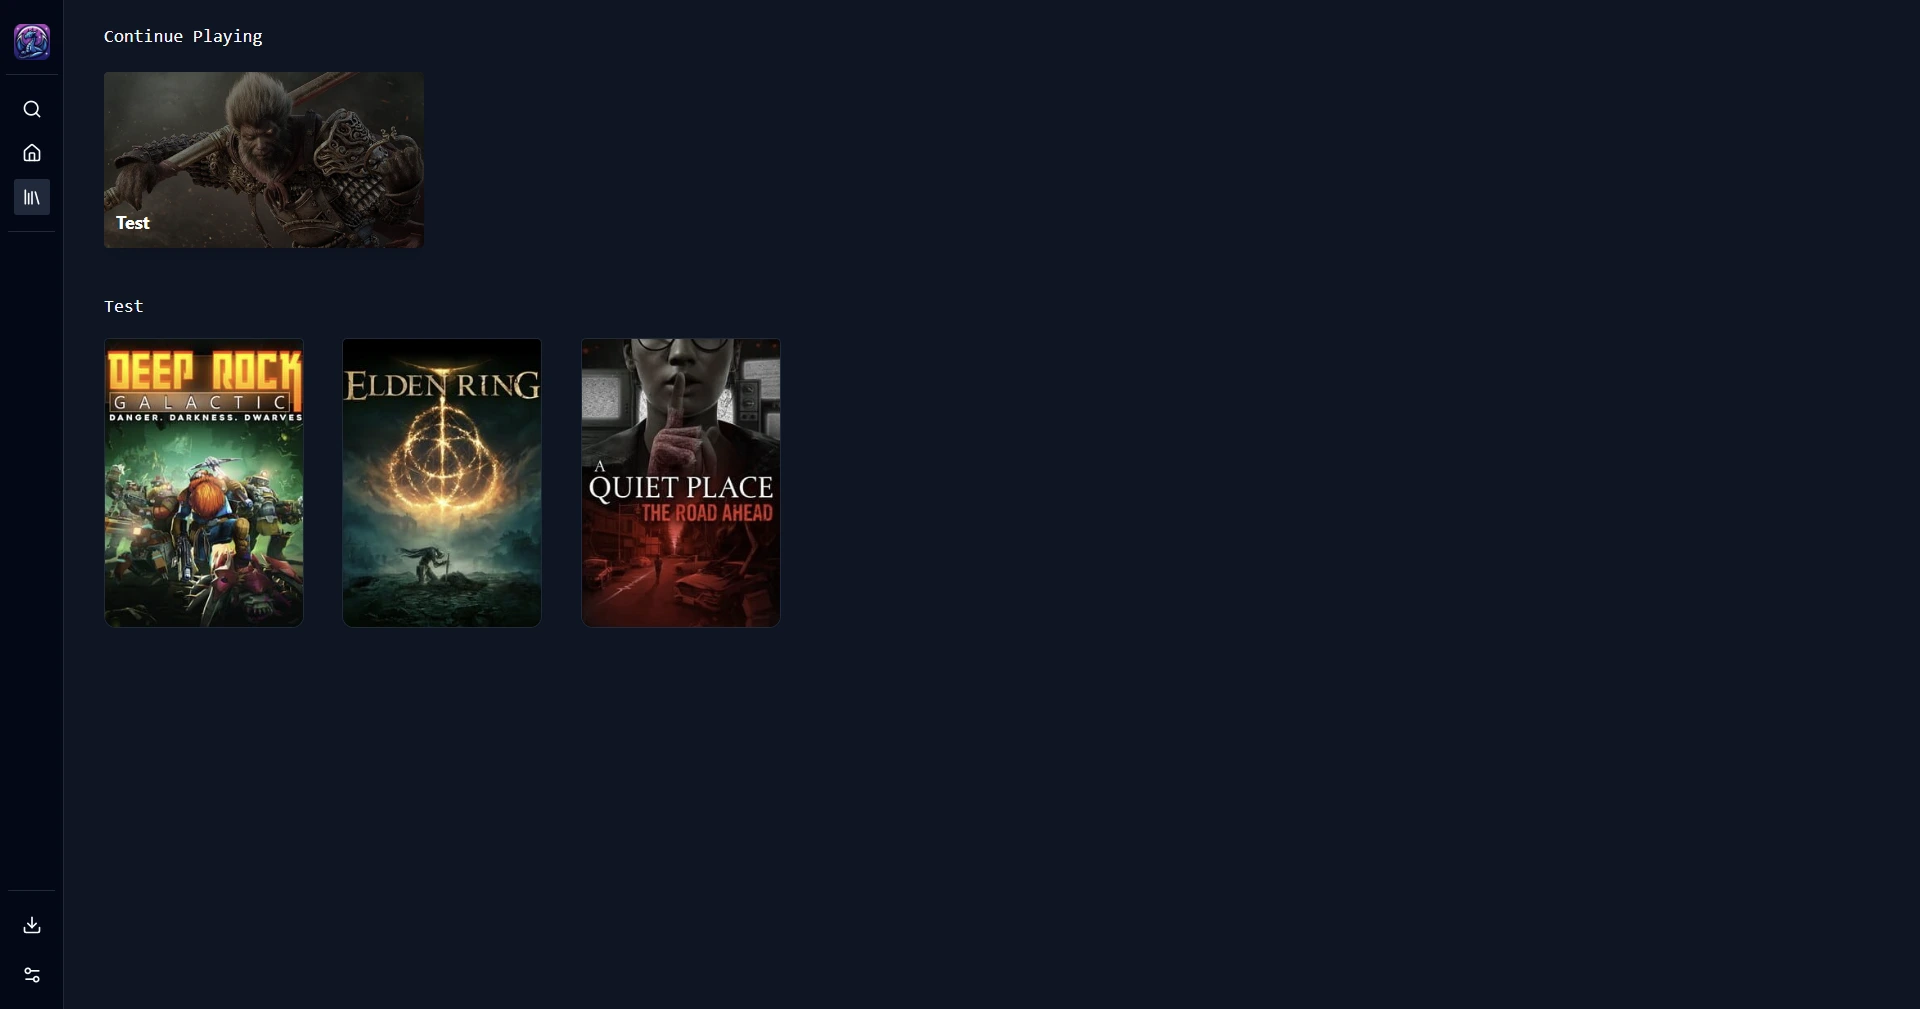 Continue Playing
Test
Test
DEEP ROCK
GALACTIC
DANGER. DARKNESS. DWARVES
ELDEN RING
A
QUIET PLACE
THE ROAD AHEAD